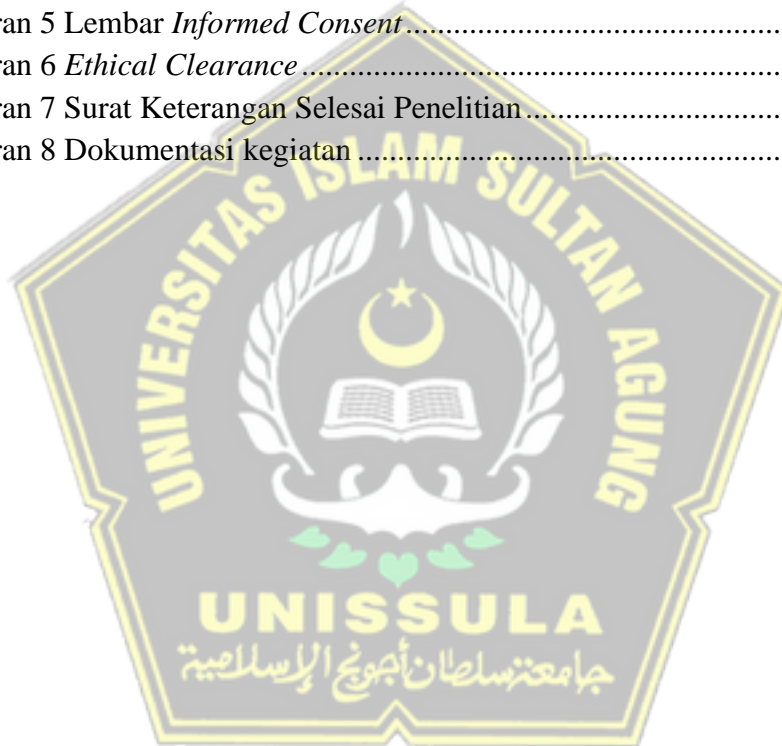 ran 5 Lembar Informed Consent....................................................
ran 6 Ethical Clearance..................................................................
ran 7 Surat Keterangan Selesai Penelitian....................................
ran 8 Dokumentasi kegiatan...........................................................
UNIVERSITAS ISLAM SULTAN AGUNG
UNISSULA
جامعة سلطان أجونج الإسلامية